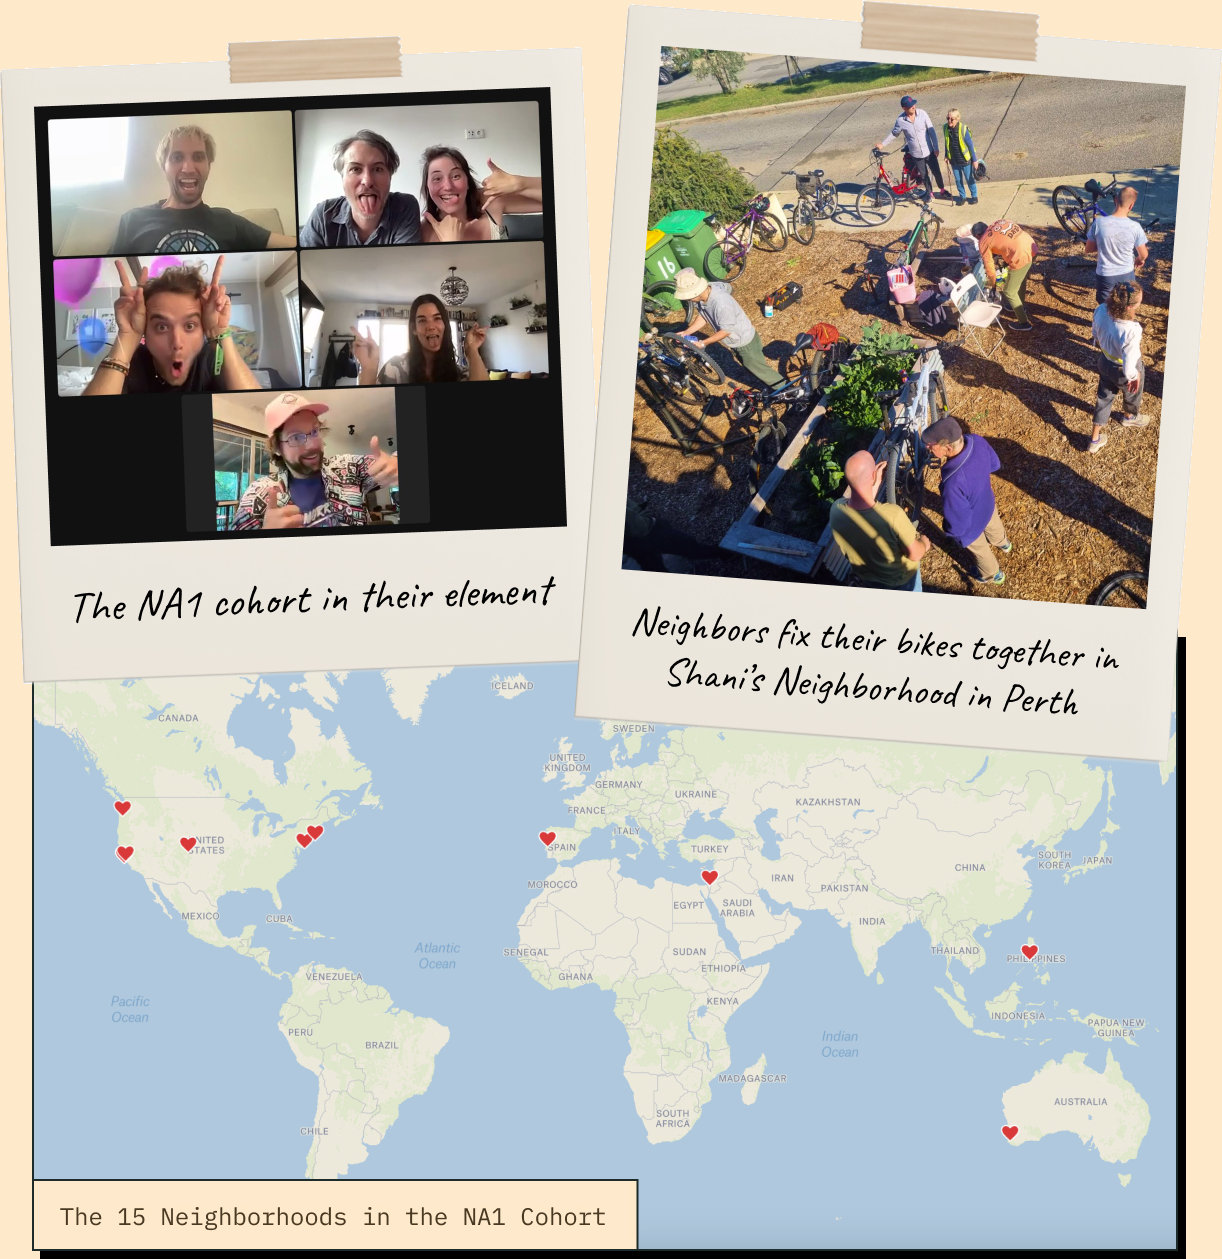 The NA1 cohort in their element
16
Neighbors fix their bikes together in
Shani's Neighborhood in Perth
ICELAND
CANADA
SWEDEN
UNITED
KINGDOM
GERMANY
UKRAINE
KAZAKHSTAN
FRANCE
ITALY
SPAIN
TURKEY
NITED
STATES
CHINA
SOUTH
KOREA
JAPAN
IRAN
PAKISTAN
MOROCCO
EGYPT
SAUDI
ARABIA
MEXICO
CUBA
INDIA
Atlantic
Ocean
SENEGAL
SUDAN
THAILAND
PHILIPPINES
ETHIOPIA
VENEZUELA
GHANA
KENYA
Pacific
Ocean
INDONESIA
PAPUA NEW
GUINEA
PERU
BRAZIL
Indian
Ocean
MADAGASCAR
AUSTRALIA
SOUTH
AFRICA
CHILE
The 15 Neighborhoods in the NA1 Cohort